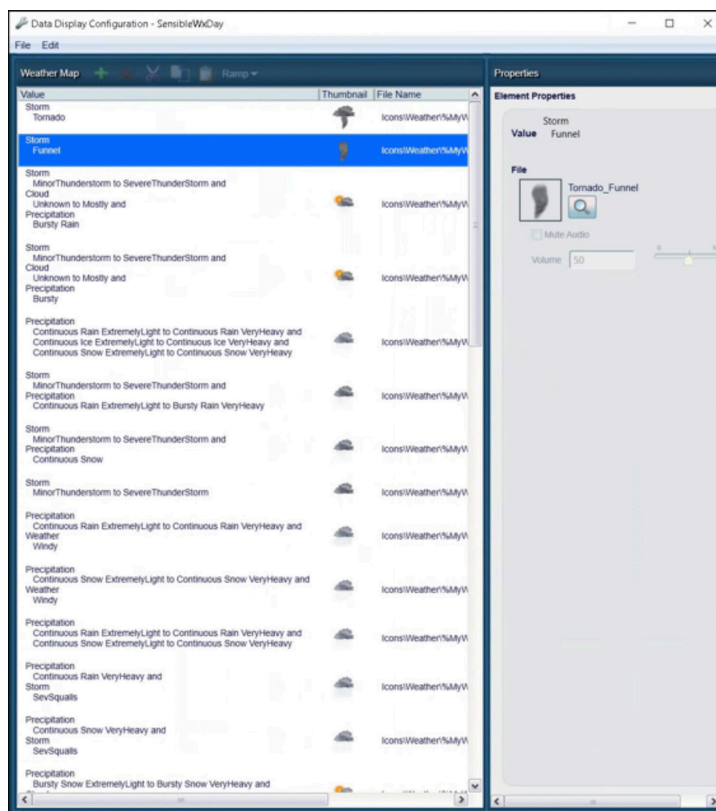 Data Display Configuration - SensibleWxDay
File Edit
Weather Map Ramp
Value Thumbnail File Name
Storm
Tornado
Icons\Weather\%MyW
Storm
Funnel
Icons\Weather\%MyW
Storm
MinorThunderstorm to SevereThunderStorm and
Cloud
Unknown to Mostly and
Precipitation
Bursty Rain
Icons\Weather\%MyW
Storm
MinorThunderstorm to SevereThunderStorm and
Cloud
Unknown to Mostly and
Precipitation
Bursty
Icons\Weather\%MyW
Precipitation
Continuous Rain ExtremelyLight to Continuous Rain VeryHeavy and
Continuous Ice ExtremelyLight to Continuous Ice VeryHeavy and
Continuous Snow ExtremelyLight to Continuous Snow VeryHeavy
Icons\Weather\%MyW
Storm
MinorThunderstorm to SevereThunderStorm and
Precipitation
Continuous Rain ExtremelyLight to Bursty Rain VeryHeavy
Icons\Weather\%MyW
Storm
MinorThunderstorm to SevereThunderStorm and
Precipitation
Continuous Snow
Icons\Weather\%MyW
Storm
MinorThunderstorm to SevereThunderStorm
Icons\Weather\%MyW
Precipitation
Continuous Rain ExtremelyLight to Continuous Rain VeryHeavy and
Weather
Windy
Icons\Weather\%MyW
Precipitation
Continuous Snow ExtremelyLight to Continuous Snow VeryHeavy and
Weather
Windy
Icons\Weather\%MyW
Precipitation
Continuous Rain ExtremelyLight to Continuous Rain VeryHeavy and
Continuous Snow ExtremelyLight to Continuous Snow VeryHeavy
Icons\Weather\%MyW
Precipitation
Continuous Rain VeryHeavy and
Storm
SevSqualls
Icons\Weather\%MyW
Precipitation
Continuous Snow VeryHeavy and
Storm
SevSqualls
Icons\Weather\%MyW
Precipitation
Bursty Snow ExtremelyLight to Bursty Snow VeryHeavy and
Properties
Element Properties
Storm
Value Funnel
File
Tornado_Funnel
Mute Audio
Volume 50